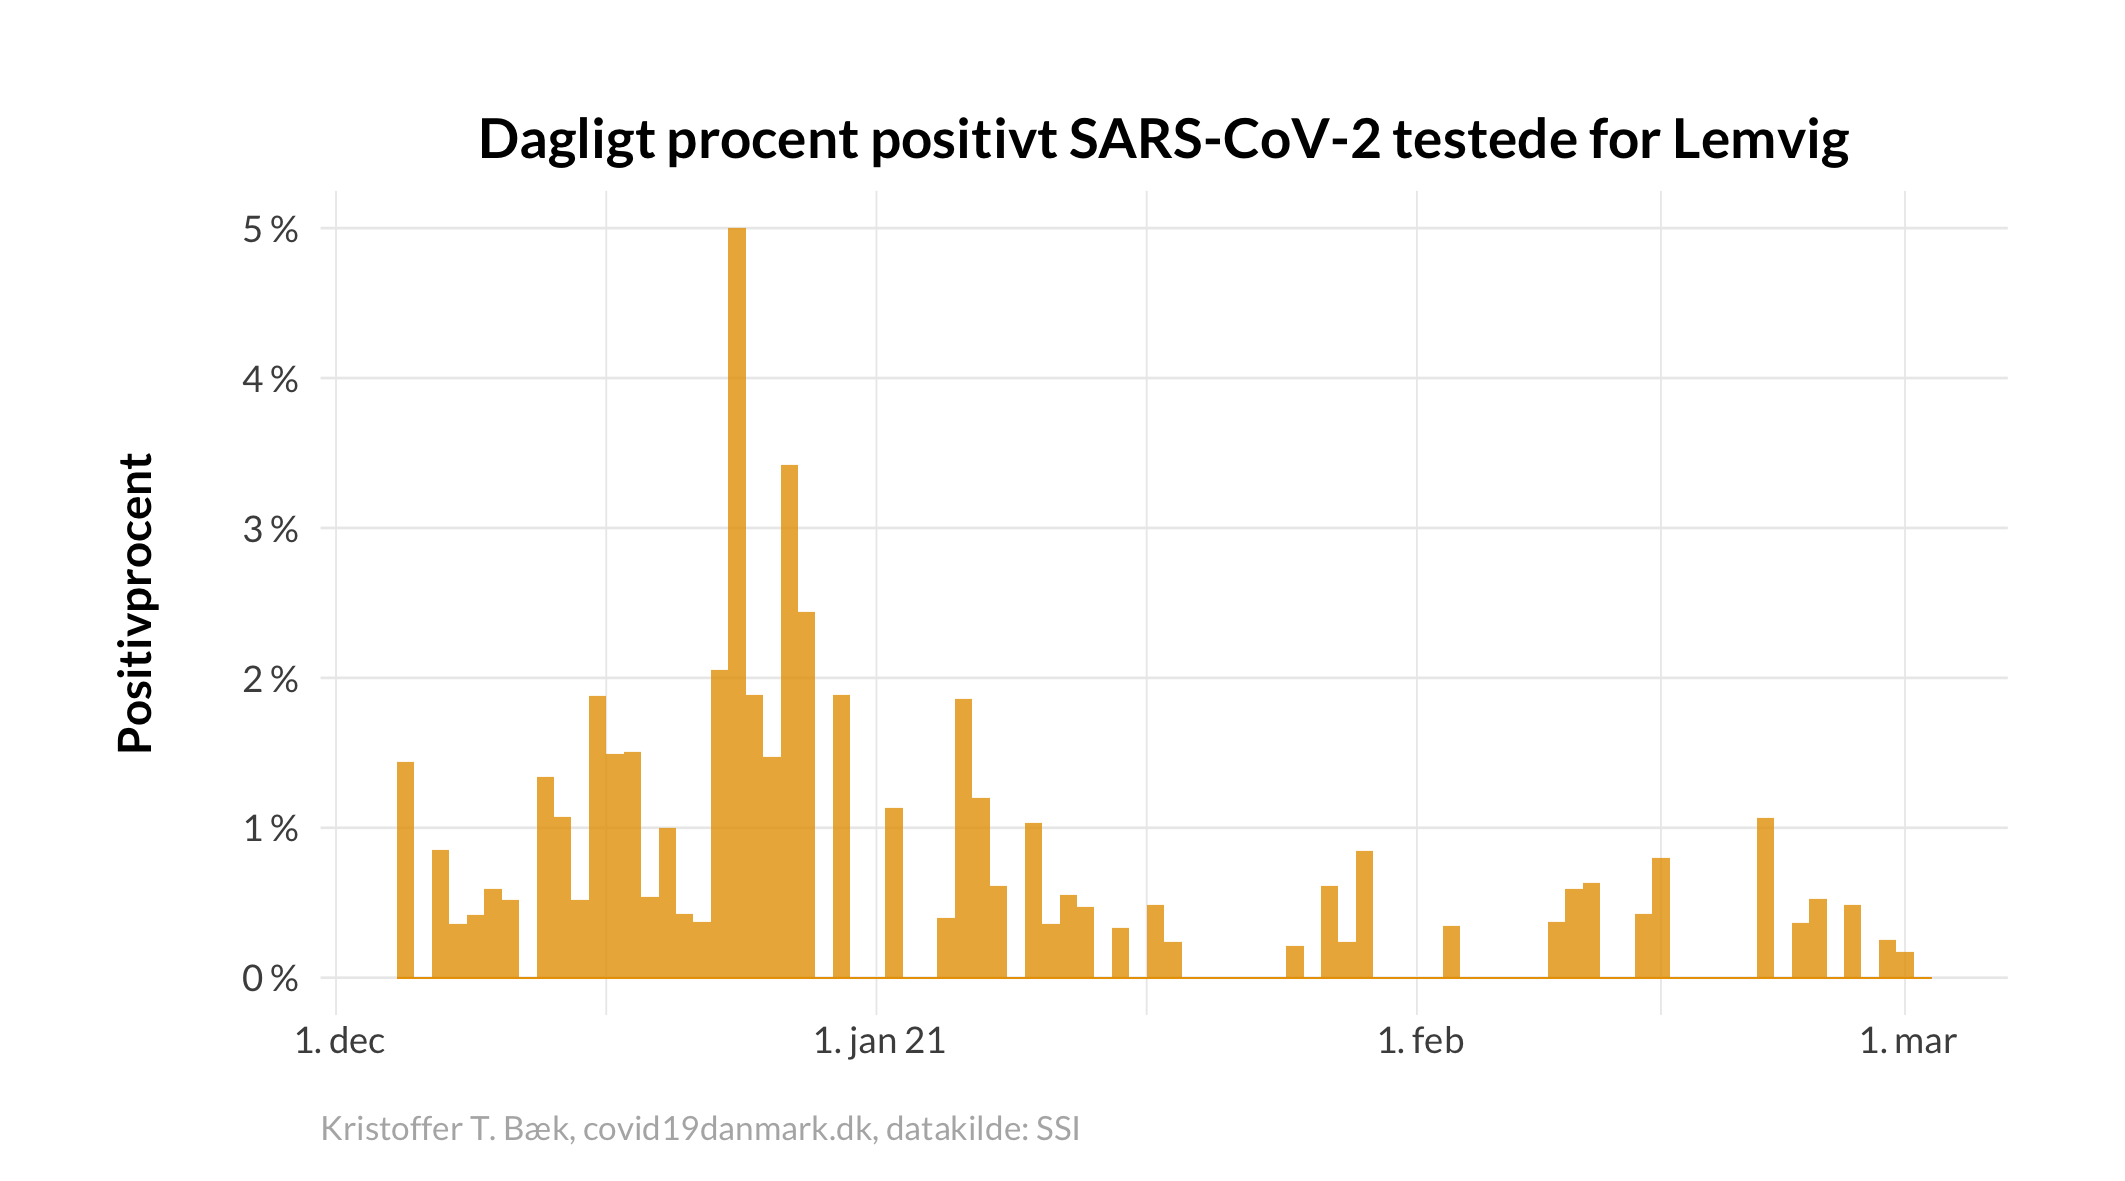 Dagligt procent positivt SARS-CoV-2 testede for Lemvig
Positivprocent
5 %
4 %
3 %
2 %
1 %
0 %
1. dec
1. jan 21
1. feb
1. mar
Kristoffer T. Bæk, covid19danmark.dk, datakilde: SSI